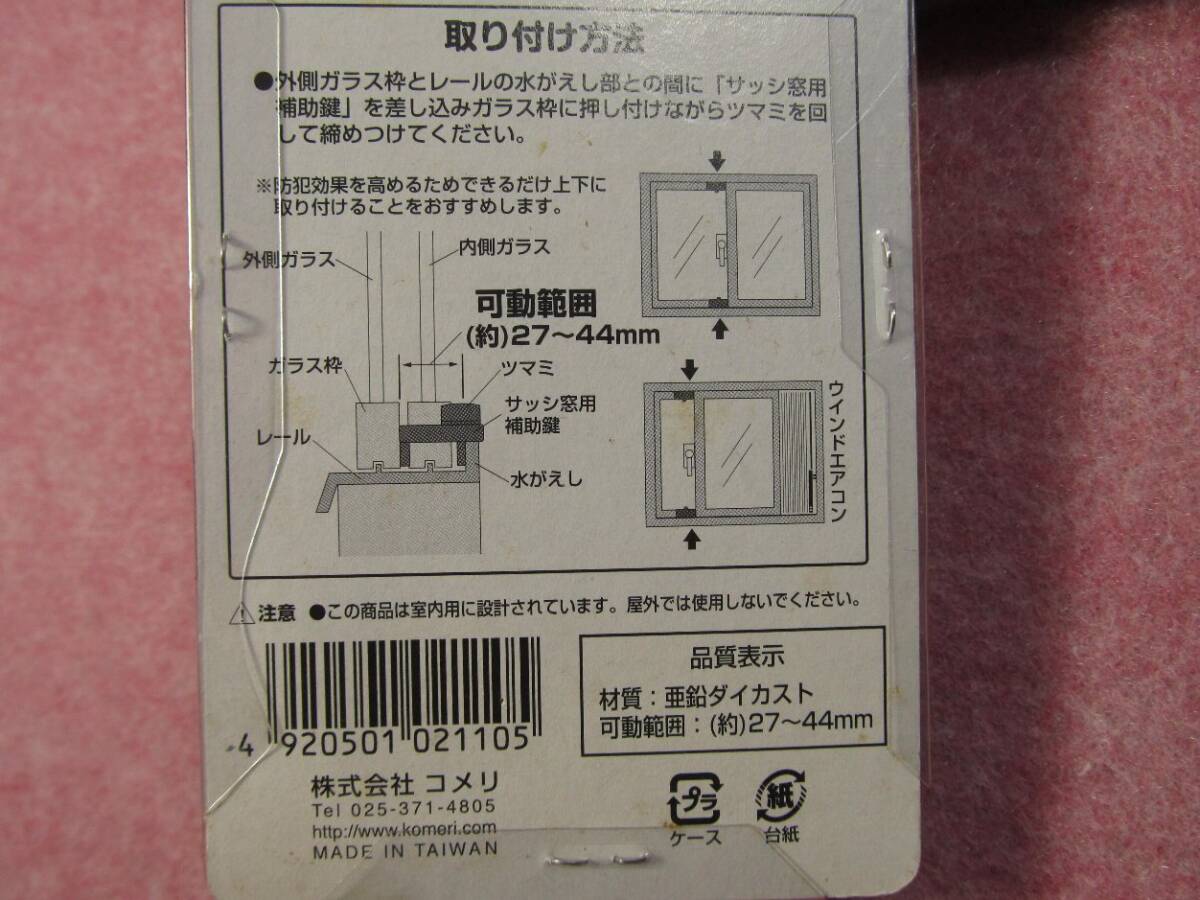 取り付け方法
●外側ガラス枠とレールの水がえし部との間に「サッシ窓用
補助鍵」を差し込みガラス枠に押し付けながらツマミを回
して締めつけてください。
※防犯効果を高めるためできるだけ上下に
取り付けることをおすすめします。
外側ガラス
内側ガラス
可動範囲
(約)27〜44mm
ガラス枠
ツマミ
サッシ窓用
補助鍵
レール
水がえし
ウインドエアコン
注意 ●この商品は室内用に設計されています。屋外では使用しないでください。
4 920501 021105
品質表示
材質:亜鉛ダイカスト
可動範囲:(約)27〜44mm
株式会社 コメリ
Tel 025-371-4805
http://www.komeri.com
MADE IN TAIWAN
プラ
ケース
紙
台紙